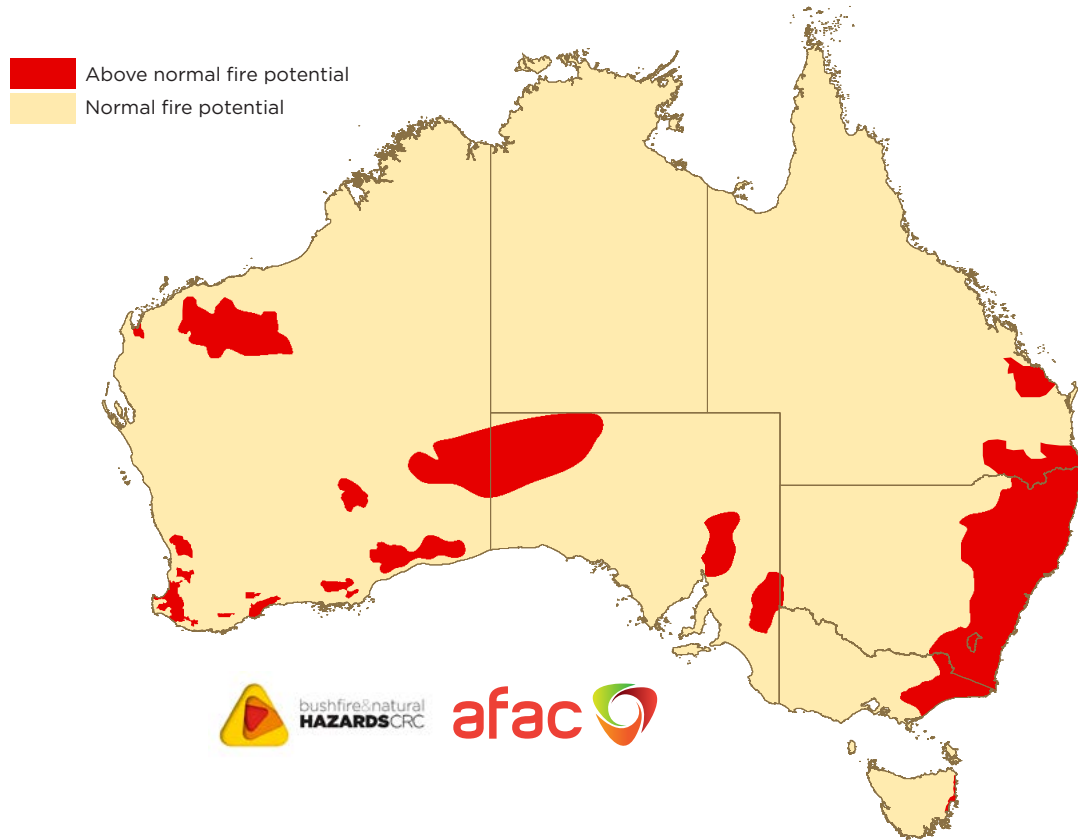 Above normal fire potential
Normal fire potential
bushfire&natural
HAZARDSCRC
afac